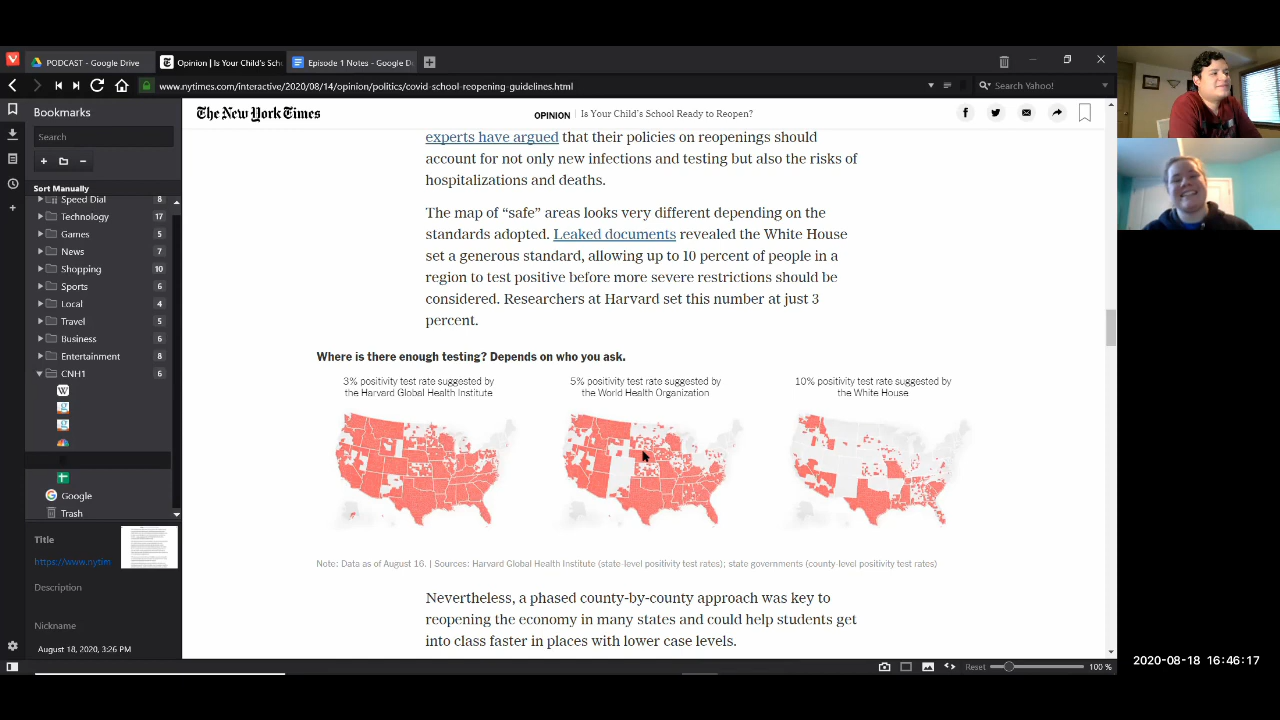 PODCAST - Google Drive
Opinion | Is Your Child's Sch
Episode 1 Notes - Google D
www.nytimes.com/interactive/2020/08/14/opinion/politics/covid-school-reopening-guidelines.html
Search Yahoo!
Bookmarks
Search
Sort Manually
Speed Dial 8
Technology 17
Games 5
News 7
Shopping 10
Sports 6
Local 4
Travel 5
Business 7
Entertainment 8
CNH1 6
W
Google
Trash
Title
https://www.nytim
Description
Nickname
August 18, 2020, 3:26 PM
The New York Times
OPINION | Is Your Child's School Ready to Reopen?
experts have argued that their policies on reopenings should
account for not only new infections and testing but also the risks of
hospitalizations and deaths.
The map of “safe” areas looks very different depending on the
standards adopted. Leaked documents revealed the White House
set a generous standard, allowing up to 10 percent of people in a
region to test positive before more severe restrictions should be
considered. Researchers at Harvard set this number at just 3
percent.
Where is there enough testing? Depends on who you ask.
3% positivity test rate suggested by
the Harvard Global Health Institute
5% positivity test rate suggested by
the World Health Organization
10% positivity test rate suggested by
the White House
Note: Data as of August 16. | Sources: Harvard Global Health Institute (state-level positivity test rates); state governments (county-level positivity test rates)
Nevertheless, a phased county-by-county approach was key to
reopening the economy in many states and could help students get
into class faster in places with lower case levels.
Reset
100 %
2020-08-18 16:46:17